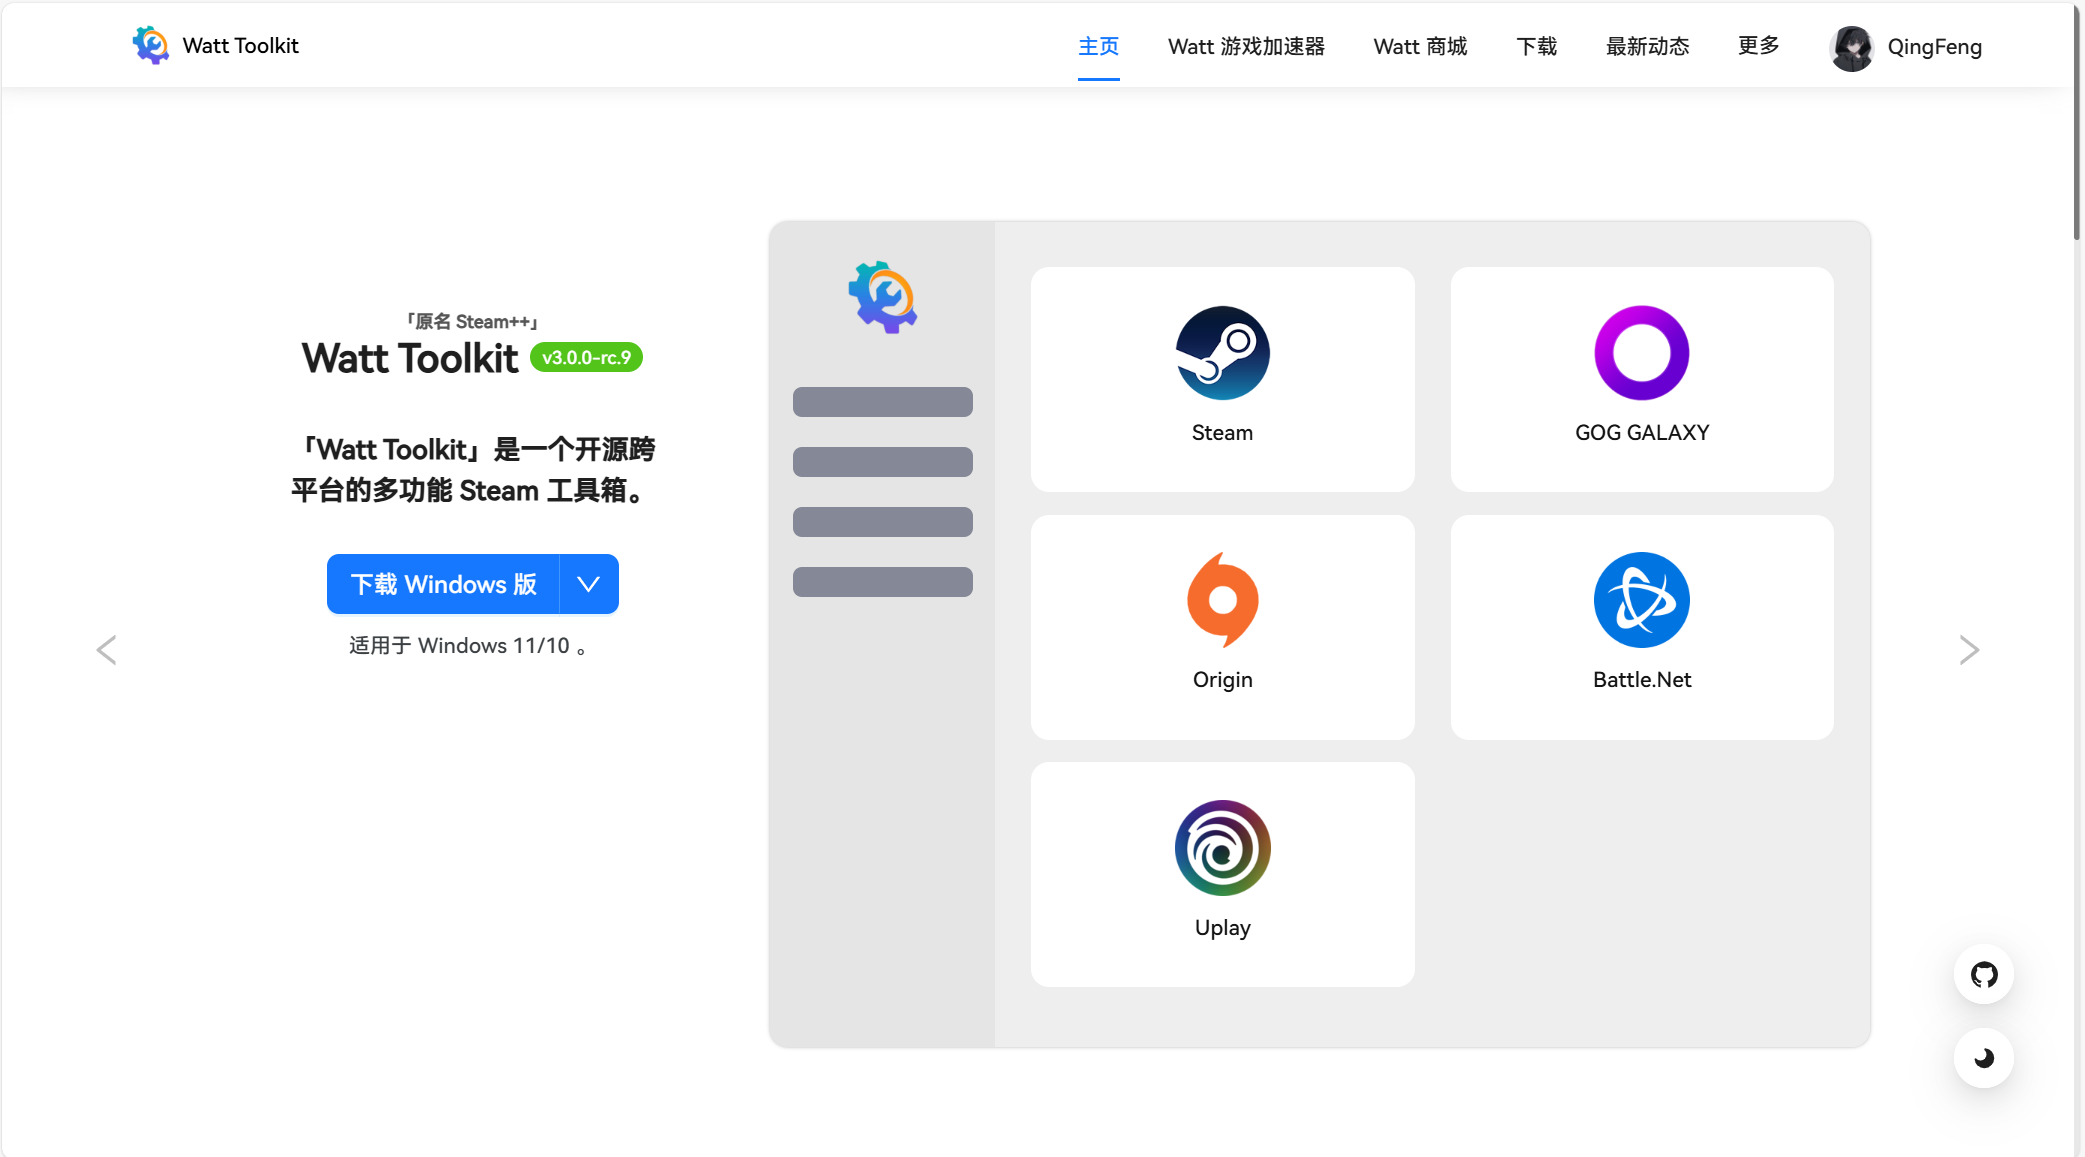 Watt Toolkit
主页
Watt 游戏加速器
Watt 商城
下载
最新动态
更多
QingFeng
「原名 Steam++」
Watt Toolkit v3.0.0-rc.9
「Watt Toolkit」是一个开源跨
平台的多功能 Steam 工具箱。
下载 Windows 版
适用于 Windows 11/10 。
Steam
GOG GALAXY
Origin
Battle.Net
Uplay